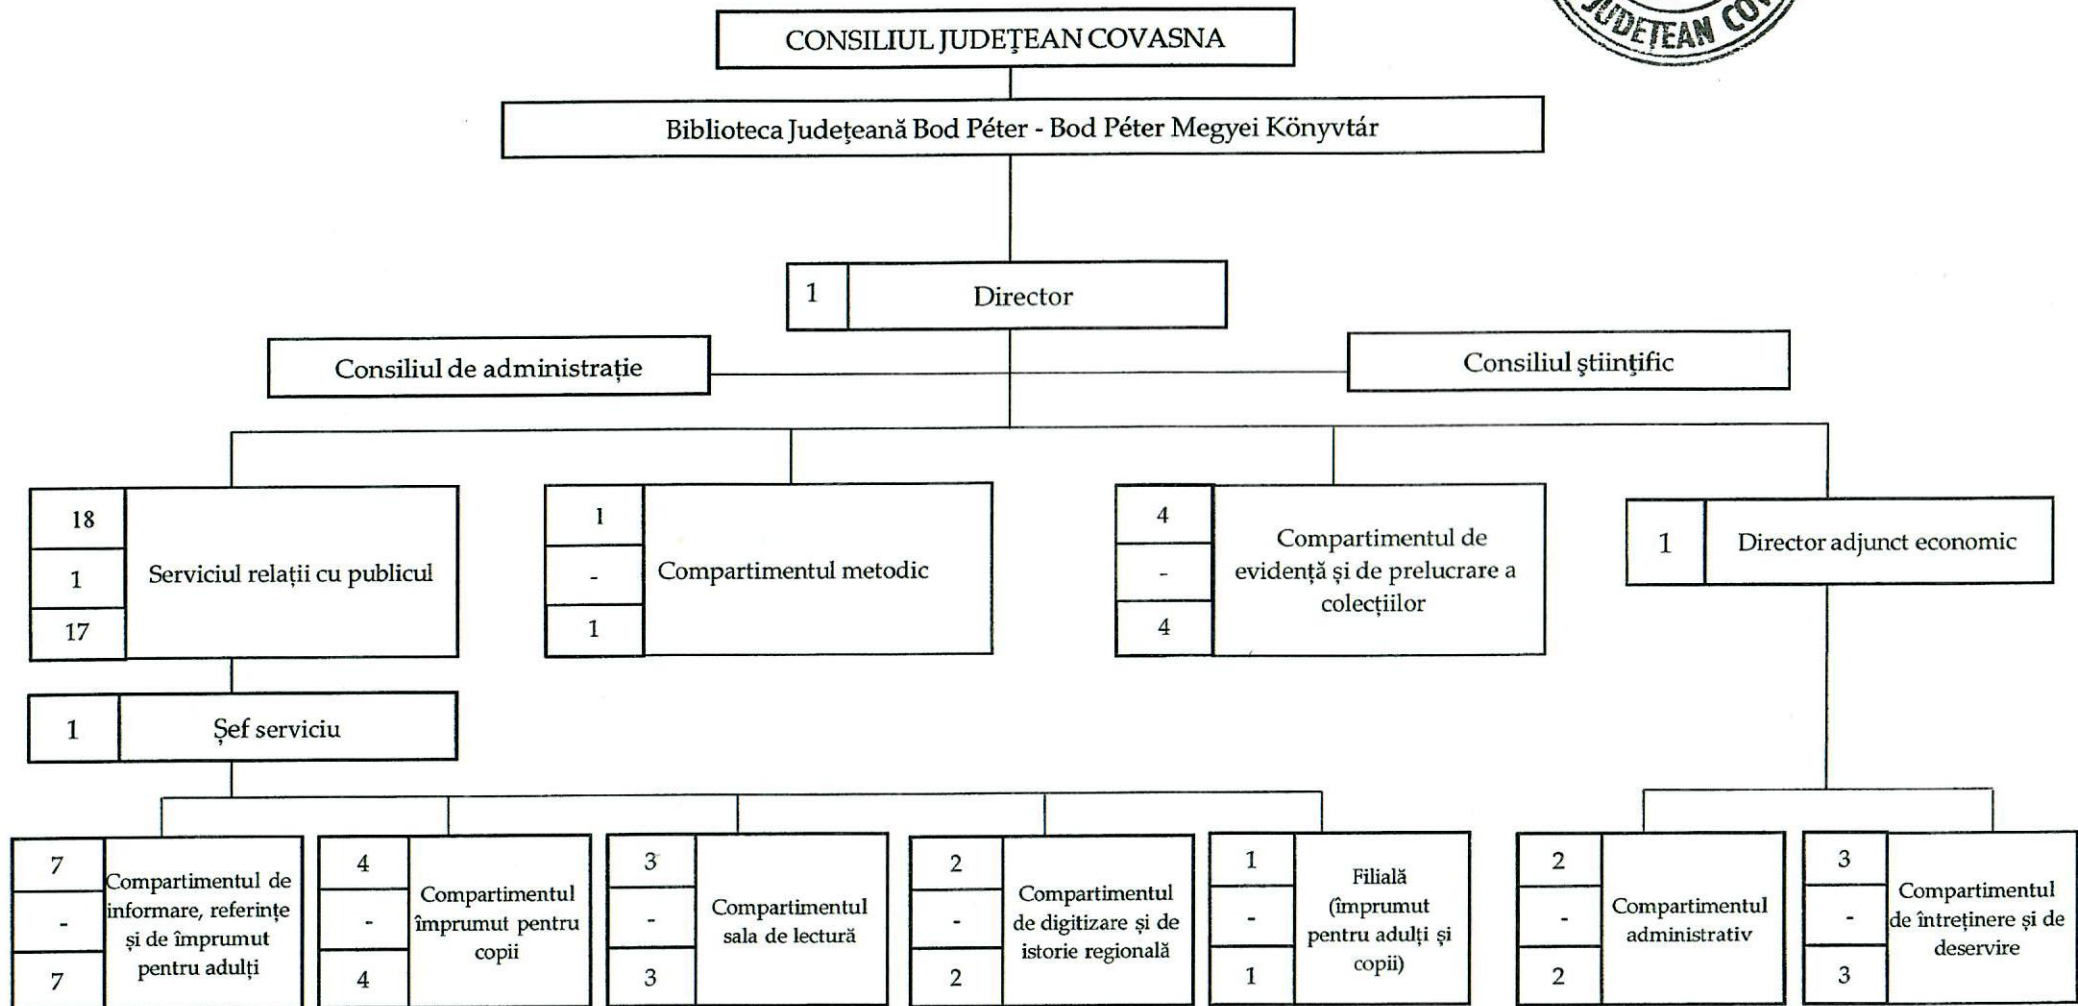 JUDEȚEAN
CONSILIUL JUDEŢEAN COVASNA
Biblioteca Judeţeană Bod Péter - Bod Péter Megyei Könyvtár
1
Director
Consiliul de administrație
Consiliul ştiinţific
18
1
17
Serviciul relații cu publicul
1
-
1
Compartimentul metodic
4
-
4
Compartimentul de
evidență și de prelucrare a
colecțiilor
1
Director adjunct economic
1
Șef serviciu
7
-
7
Compartimentul de
informare, referințe
și de împrumut
pentru adulți
4
-
4
Compartimentul
împrumut pentru
copii
3
-
3
Compartimentul
sala de lectură
2
-
2
Compartimentul
de digitizare și de
istorie regională
1
-
1
Filială
(împrumut
pentru adulți și
copii)
2
-
2
Compartimentul
administrativ
3
-
3
Compartimentul
de întreținere și de
deservire